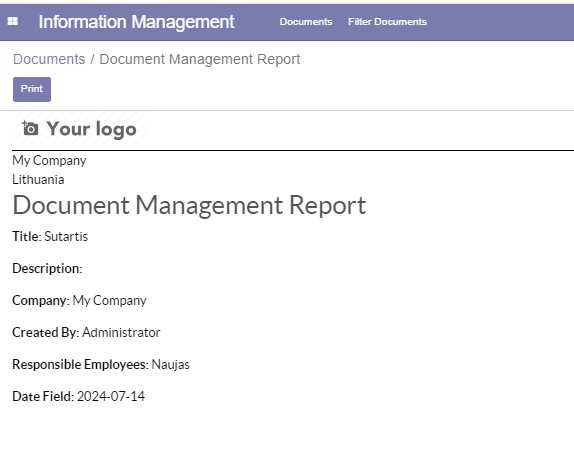 Information Management Documents Filter Documents
Documents / Document Management Report
Print
Your logo
My Company
Lithuania
Document Management Report
Title: Sutartis
Description:
Company: My Company
Created By: Administrator
Responsible Employees: Naujas
Date Field: 2024-07-14